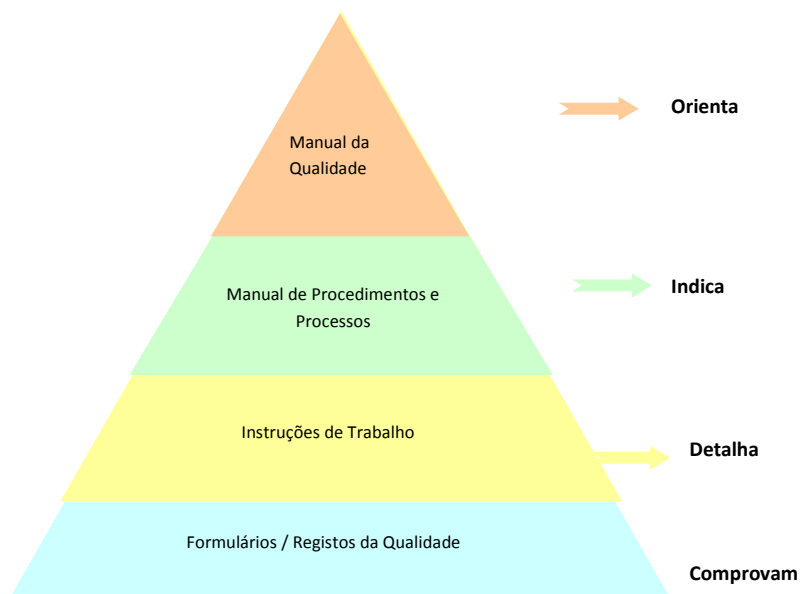 Manual da
Qualidade
Orienta
Manual de Procedimentos e
Processos
Indica
Instruções de Trabalho
Detalha
Formulários / Registos da Qualidade
Comprovam